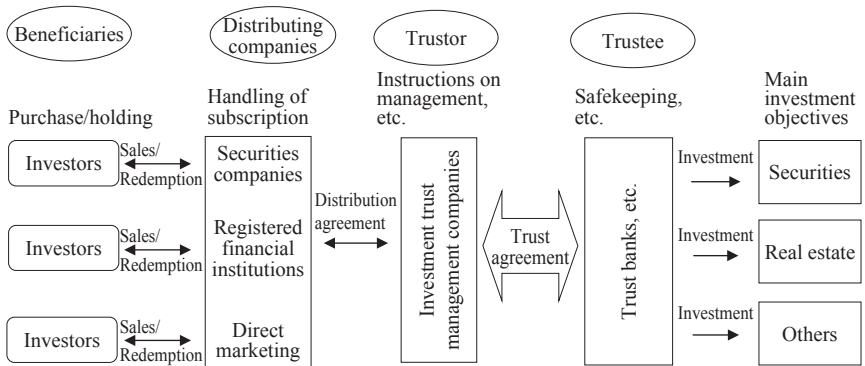 Beneficiaries
Distributing
companies
Trustor
Trustee
Purchase/holding
Handling of
subscription
Instructions on
management,
etc.
Safekeeping,
etc.
Main
investment
objectives
Investors
Sales/
Redemption
Securities
companies
Investors
Sales/
Redemption
Registered
financial
institutions
Investors
Sales/
Redemption
Direct
marketing
Distribution
agreement
Investment trust
management companies
Trust
agreement
Trust banks, etc.
Investment
Securities
Investment
Real estate
Investment
Others